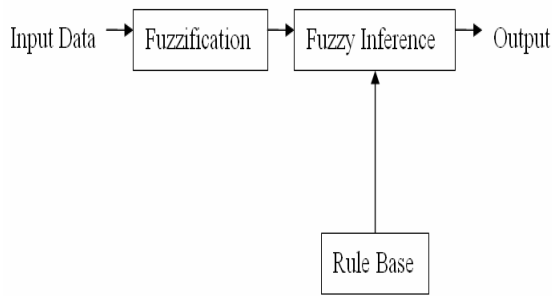 Input Data
Fuzzification
Fuzzy Inference
Output
Rule Base